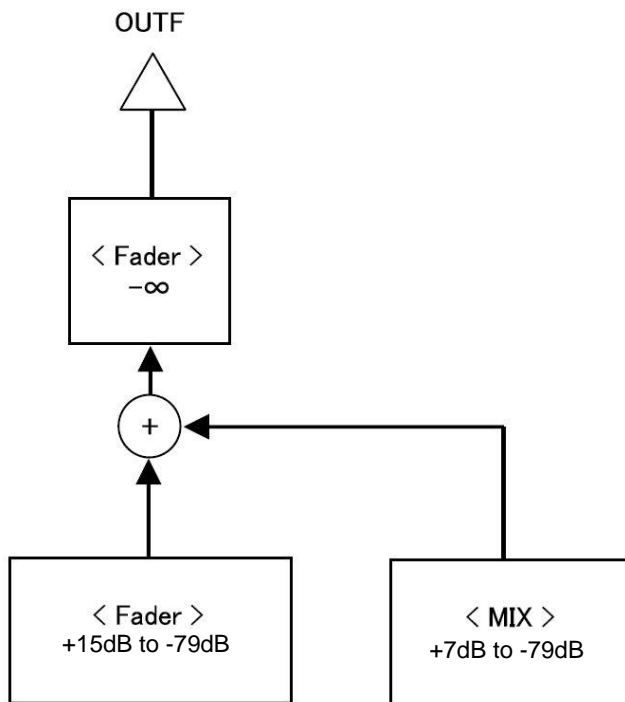 OUTF
< Fader >
-∞
+
< Fader >
+15dB to -79dB
< MIX >
+7dB to -79dB